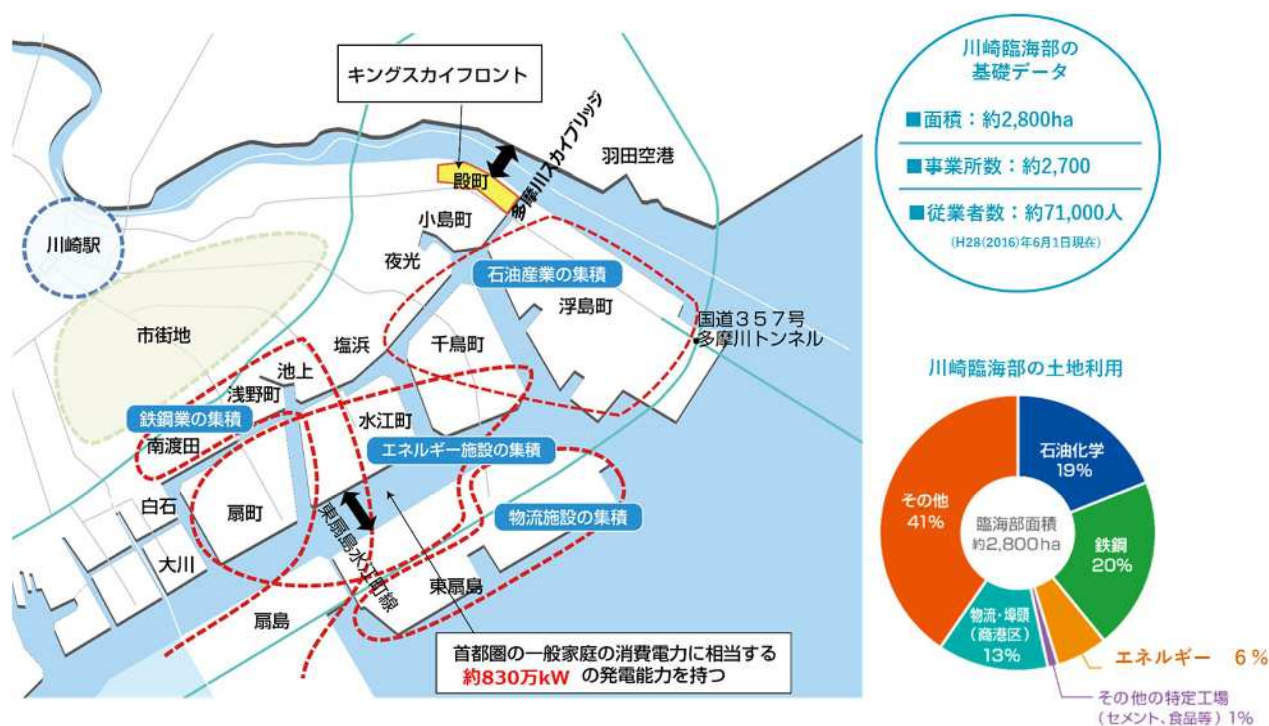 キングスカイフロント
多摩川スカイブリッジ
羽田空港
殿町
小島町
川崎駅
夜光
石油産業の集積
浮島町
国道357号
多摩川トンネル
市街地
塩浜
千鳥町
池上
浅野町
鉄鋼業の集積
水江町
南渡田
エネルギー施設の集積
白石
扇町
物流施設の集積
東扇島水江町線
大川
東扇島
扇島
首都圏の一般家庭の消費電力に相当する
約830万kW の発電能力を持つ
川崎臨海部の
基礎データ
■面積：約2,800ha
■事業所数：約2,700
■従業者数：約71,000人
(H28(2016)年6月1日現在)
川崎臨海部の土地利用
石油化学
19%
その他
41%
臨海部面積
約2,800ha
鉄鋼
20%
物流・埠頭
(商港区)
13%
エネルギー 6%
その他の特定工場
(セメント、食品等) 1%